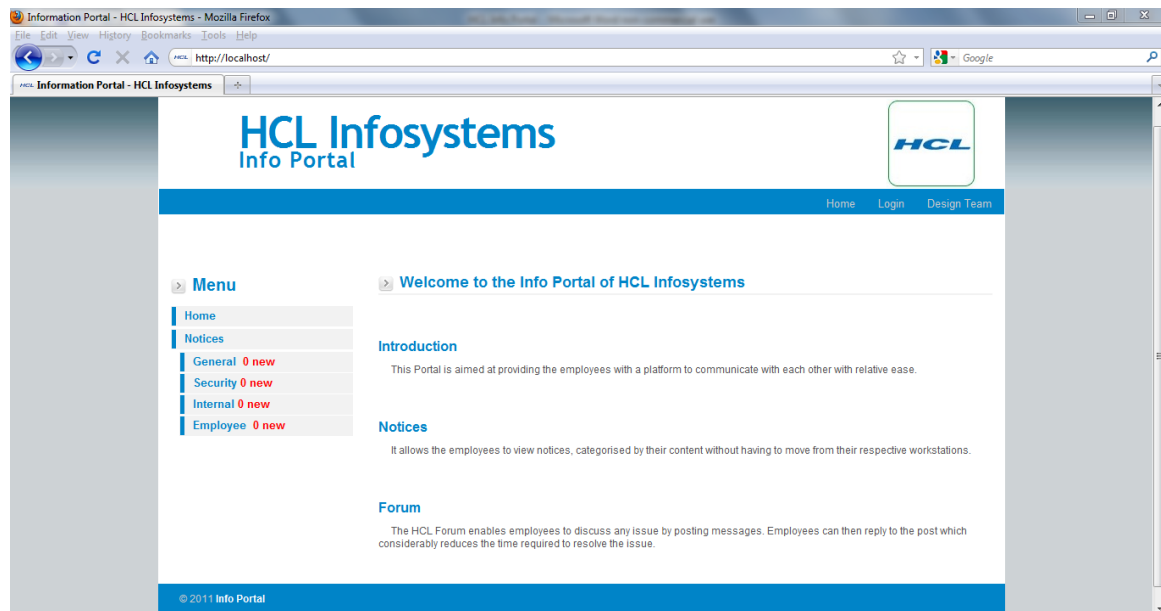 Information Portal - HCL Infosystems - Mozilla Firefox
File Edit View History Bookmarks Tools Help
HCL http://localhost/
Google
HCL Information Portal - HCL Infosystems
HCL Infosystems
Info Portal
HCL
Home Login Design Team
Menu
Home
Notices
General 0 new
Security 0 new
Internal 0 new
Employee 0 new
Welcome to the Info Portal of HCL Infosystems
Introduction
This Portal is aimed at providing the employees with a platform to communicate with each other with relative ease.
Notices
It allows the employees to view notices, categorised by their content without having to move from their respective workstations.
Forum
The HCL Forum enables employees to discuss any issue by posting messages. Employees can then reply to the post which
considerably reduces the time required to resolve the issue.
© 2011 Info Portal